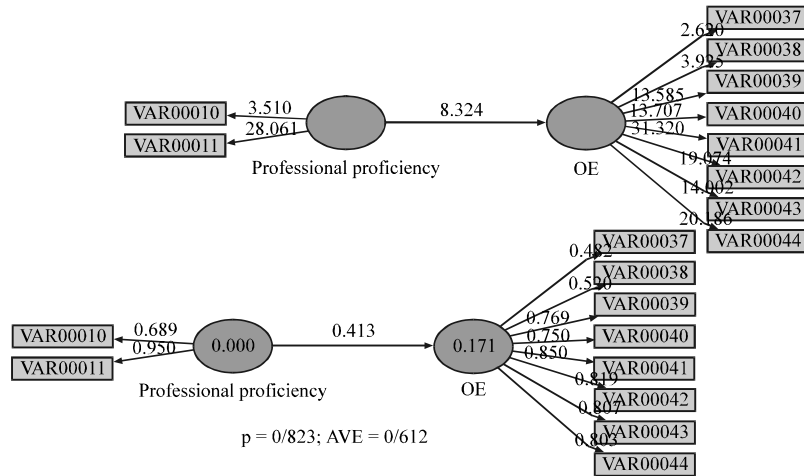 VAR00037
2.620
VAR00038
3.935
VAR00039
13.585
VAR00010
3.510
8.324
13.707
VAR00040
VAR00011
28.061
31.320
VAR00041
Professional proficiency
OE
19.074
VAR00042
14.002
VAR00043
20.186
VAR00044
0.482
VAR00037
0.520
VAR00038
0.769
VAR00039
VAR00010
0.689
0.000
0.413
0.171
0.750
VAR00040
VAR00011
0.950
0.850
VAR00041
Professional proficiency
OE
0.819
VAR00042
0.807
VAR00043
p = 0/823; AVE = 0/612
0.803
VAR00044